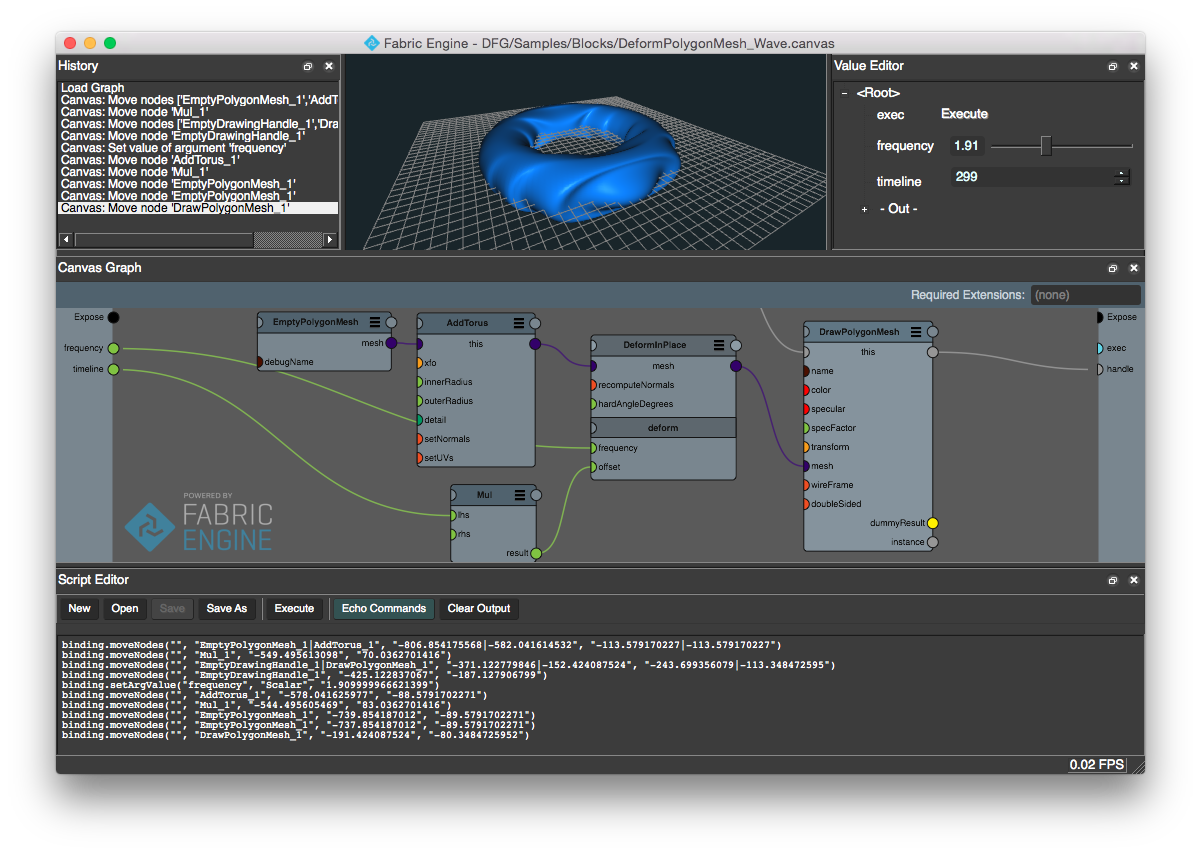 Fabric Engine - DFG/Samples/Blocks/DeformPolygonMesh_Wave.canvas
History
Load Graph
Canvas: Move nodes ['EmptyPolygonMesh_1','AddT
Canvas: Move node 'Mul_1'
Canvas: Move nodes ['EmptyDrawingHandle_1','Dra
Canvas: Move node 'EmptyDrawingHandle_1'
Canvas: Set value of argument 'frequency'
Canvas: Move node 'AddTorus_1'
Canvas: Move node 'Mul_1'
Canvas: Move node 'EmptyPolygonMesh_1'
Canvas: Move node 'EmptyPolygonMesh_1'
Canvas: Move node 'DrawPolygonMesh_1'
Value Editor
- <Root>
exec Execute
frequency 1.91
timeline 299
+ - Out -
Canvas Graph
Required Extensions: (none)
Expose
frequency
timeline
EmptyPolygonMesh
mesh
debugName
AddTorus
this
xfo
innerRadius
outerRadius
detail
setNormals
setUVs
Mul
lhs
rhs
result
DeformInPlace
mesh
recomputeNormals
hardAngleDegrees
deform
frequency
offset
DrawPolygonMesh
this
name
color
specular
specFactor
transform
mesh
wireFrame
doubleSided
dummyResult
instance
Expose
exec
handle
POWERED BY
FABRIC
ENGINE
Script Editor
New Open Save Save As Execute Echo Commands Clear Output
binding.moveNodes("", "EmptyPolygonMesh_1|AddTorus_1", "-806.854175568|-582.041614532", "-113.579170227|-113.579170227")
binding.moveNodes("", "Mul_1", "-549.495613098", "70.0362701416")
binding.moveNodes("", "EmptyDrawingHandle_1|DrawPolygonMesh_1", "-371.122779846|-152.424087524", "-243.699356079|-113.348472595")
binding.moveNodes("", "EmptyDrawingHandle_1", "-425.122837067", "-187.127906799")
binding.setArgValue("frequency", "Scalar", "1.909999966621399")
binding.moveNodes("", "AddTorus_1", "-578.041625977", "-88.5791702271")
binding.moveNodes("", "Mul_1", "-544.495605469", "83.0362701416")
binding.moveNodes("", "EmptyPolygonMesh_1", "-739.854187012", "-89.5791702271")
binding.moveNodes("", "EmptyPolygonMesh_1", "-737.854187012", "-89.5791702271")
binding.moveNodes("", "DrawPolygonMesh_1", "-191.424087524", "-80.3484725952")
0.02 FPS